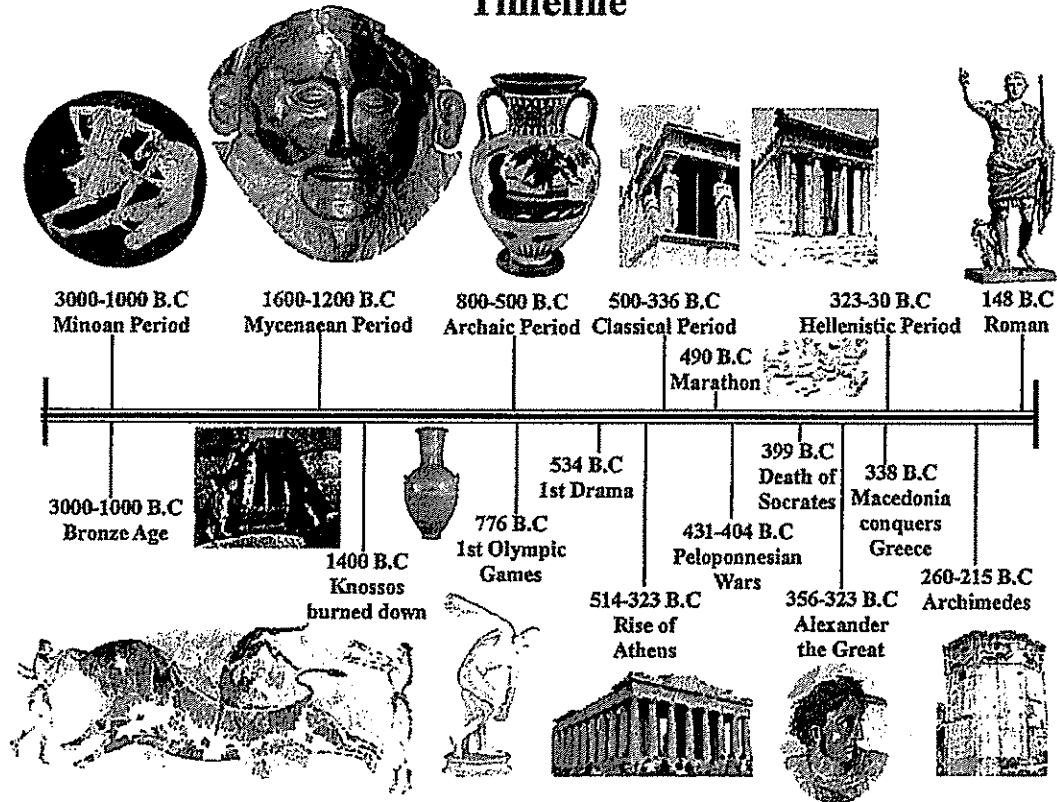 Timeline
3000-1000 B.C
Minoan Period
1600-1200 B.C
Mycenaean Period
800-500 B.C
Archaic Period
500-336 B.C
Classical Period
323-30 B.C
Hellenistic Period
148 B.C
Roman
490 B.C
Marathon
3000-1000 B.C
Bronze Age
1400 B.C
Knossos
burned down
776 B.C
1st Olympic
Games
534 B.C
1st Drama
514-323 B.C
Rise of
Athens
431-404 B.C
Peloponnesian
Wars
399 B.C
Death of
Socrates
356-323 B.C
Alexander
the Great
338 B.C
Macedonia
conquers
Greece
260-215 B.C
Archimedes